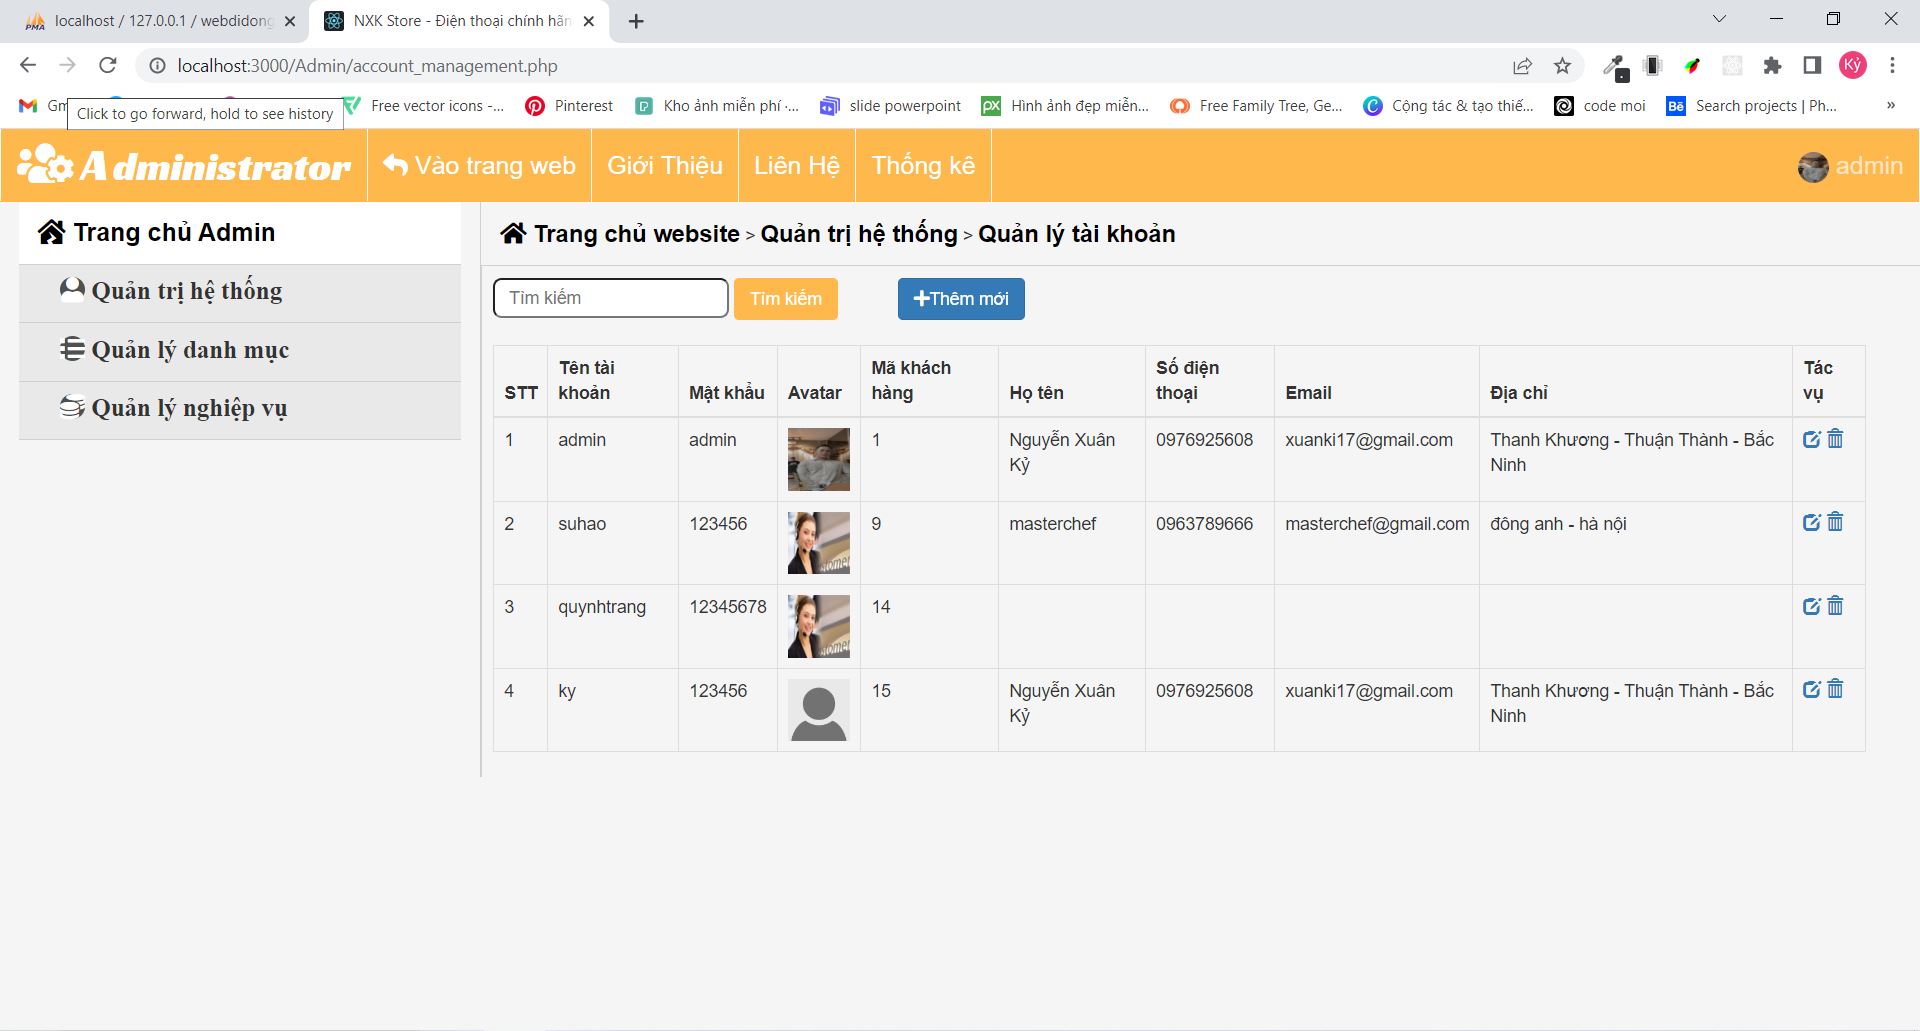 localhost / 127.0.0.1 / webdidong
NXK Store - Điện thoại chính hãn
localhost:3000/Admin/account_management.php
Kỷ
Gm
Free vector icons -...
Pinterest
Kho ảnh miễn phí ·...
slide powerpoint
Hình ảnh đẹp miễn...
Free Family Tree, Ge...
Cộng tác & tạo thiế...
code moi
Search projects | Ph...
»
Click to go forward, hold to see history
Administrator
Vào trang web
Giới Thiệu
Liên Hệ
Thống kê
admin
Trang chủ Admin
Quản trị hệ thống
Quản lý danh mục
Quản lý nghiệp vụ
Trang chủ website > Quản trị hệ thống > Quản lý tài khoản
Tìm kiếm
Tìm kiếm
Thêm mới
STT Tên tài khoản Mật khẩu Avatar Mã khách hàng Họ tên Số điện thoại Email Địa chỉ Tác vụ
1 admin admin 1 Nguyễn Xuân Kỷ 0976925608 xuanki17@gmail.com Thanh Khương - Thuận Thành - Bắc Ninh
2 suhao 123456 9 masterchef 0963789666 masterchef@gmail.com đông anh - hà nội
3 quynhtrang 12345678 14
4 ky 123456 15 Nguyễn Xuân Kỷ 0976925608 xuanki17@gmail.com Thanh Khương - Thuận Thành - Bắc Ninh